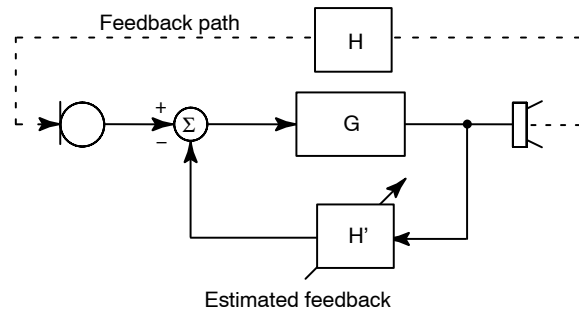 Feedback path
H
+
Σ
−
G
H’
Estimated feedback